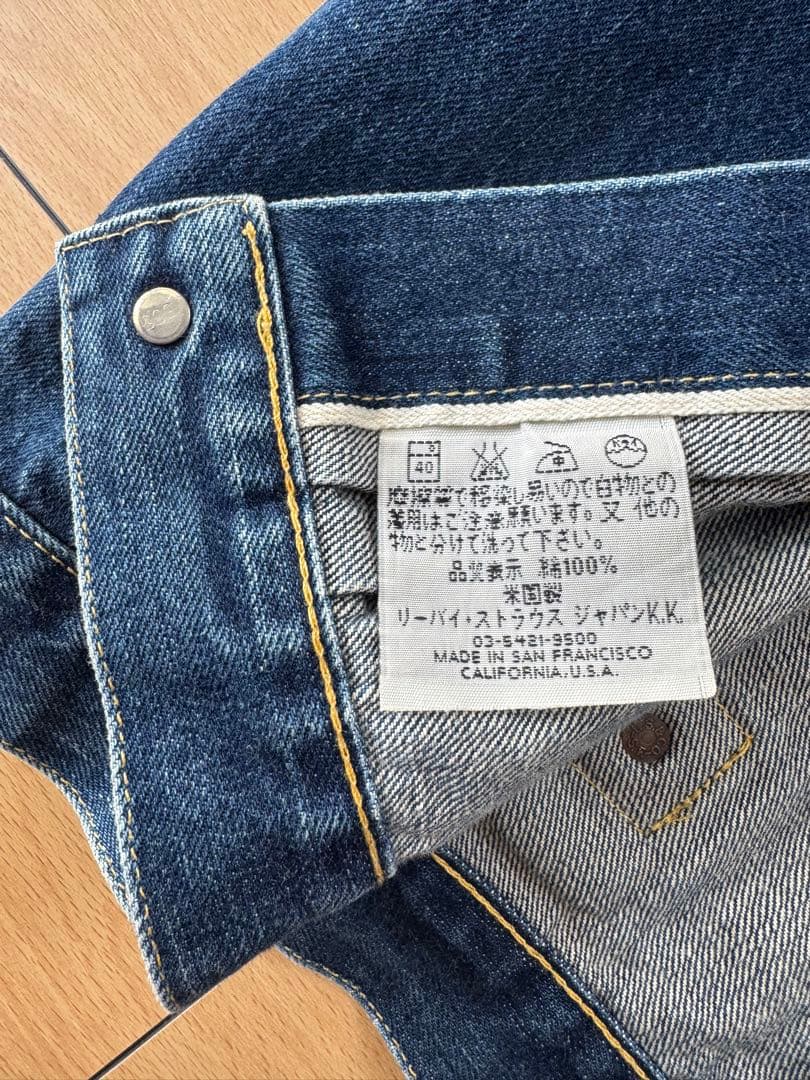 40
摩擦等で移染し易いので白物との
着用はご注意願います。又 他の
物と分けて洗って下さい。
品質表示 綿100%
米国製
リーバイ・ストラウス ジャパンK.K.
03-5421-9500
MADE IN SAN FRANCISCO
CALIFORNIA.U.S.A.
555